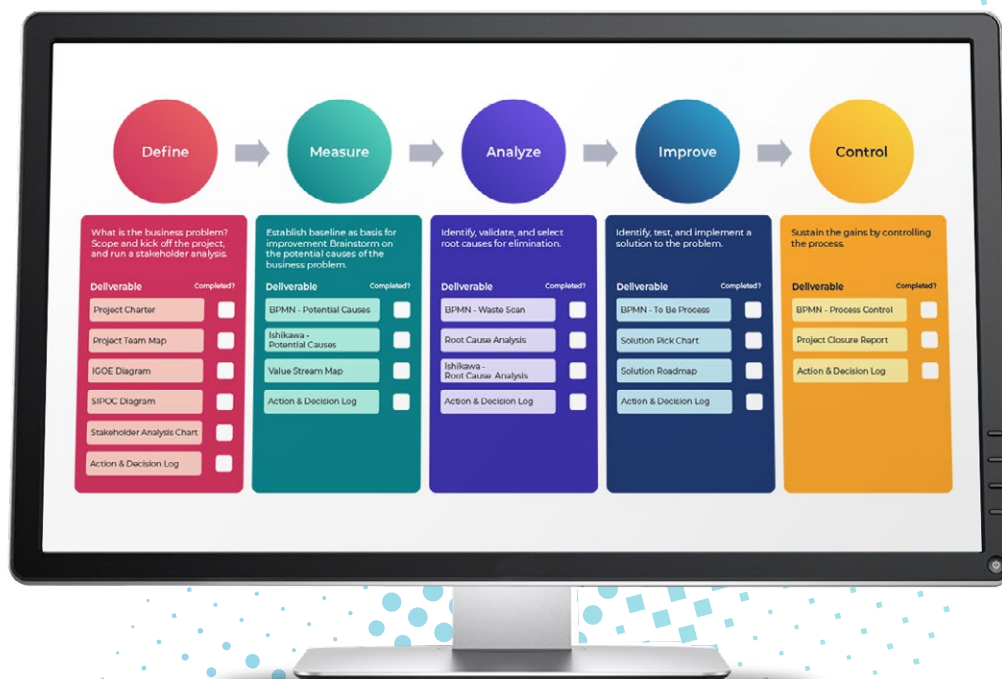 Define
Measure
Analyze
Improve
Control
What is the business problem?
Scope and kick off the project,
and run a stakeholder analysis.
Deliverable Completed?
Project Charter
Project Team Map
IGOE Diagram
SIPOC Diagram
Stakeholder Analysis Chart
Action & Decision Log
Establish baseline as basis for
improvement Brainstorm on
the potential causes of the
business problem.
Deliverable Completed?
BPMN - Potential Causes
Ishikawa -
Potential Causes
Value Stream Map
Action & Decision Log
Identify, validate, and select
root causes for elimination.
Deliverable Completed?
BPMN - Waste Scan
Root Cause Analysis
Ishikawa -
Root Cause Analysis
Action & Decision Log
Identify, test, and implement a
solution to the problem.
Deliverable Completed?
BPMN - To Be Process
Solution Pick Chart
Solution Roadmap
Action & Decision Log
Sustain the gains by controlling
the process.
Deliverable Completed?
BPMN - Process Control
Project Closure Report
Action & Decision Log